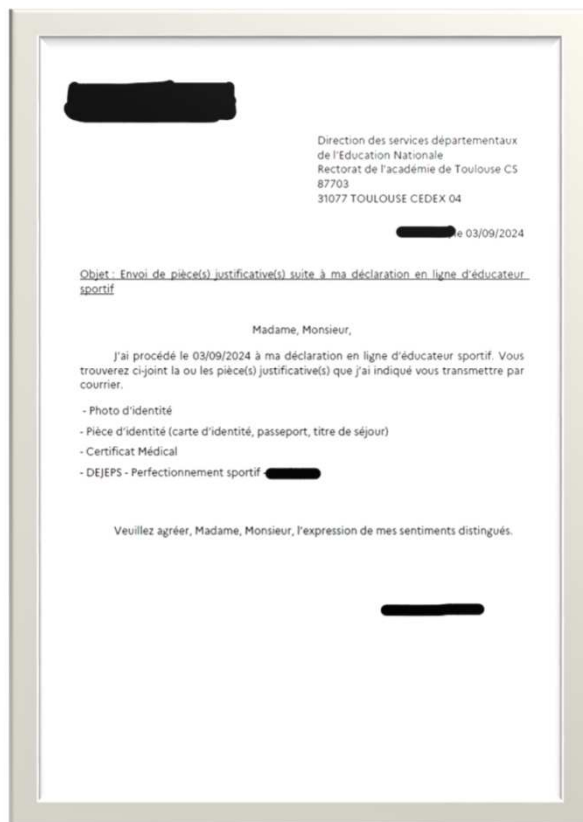 Direction des services départementaux
de l'Education Nationale
Rectorat de l'académie de Toulouse CS
87703
31077 TOULOUSE CEDEX 04
le 03/09/2024
Objet : Envoi de pièce(s) justificative(s) suite à ma déclaration en ligne d'éducateur
sportif
Madame, Monsieur,
J'ai procédé le 03/09/2024 à ma déclaration en ligne d'éducateur sportif. Vous
trouverez ci-joint la ou les pièce(s) justificative(s) que j'ai indiqué vous transmettre par
courrier.
- Photo d'identité
- Pièce d'identité (carte d'identité, passeport, titre de séjour)
- Certificat Médical
- DEJEPS - Perfectionnement sportif -
Veuillez agréer, Madame, Monsieur, l'expression de mes sentiments distingués.